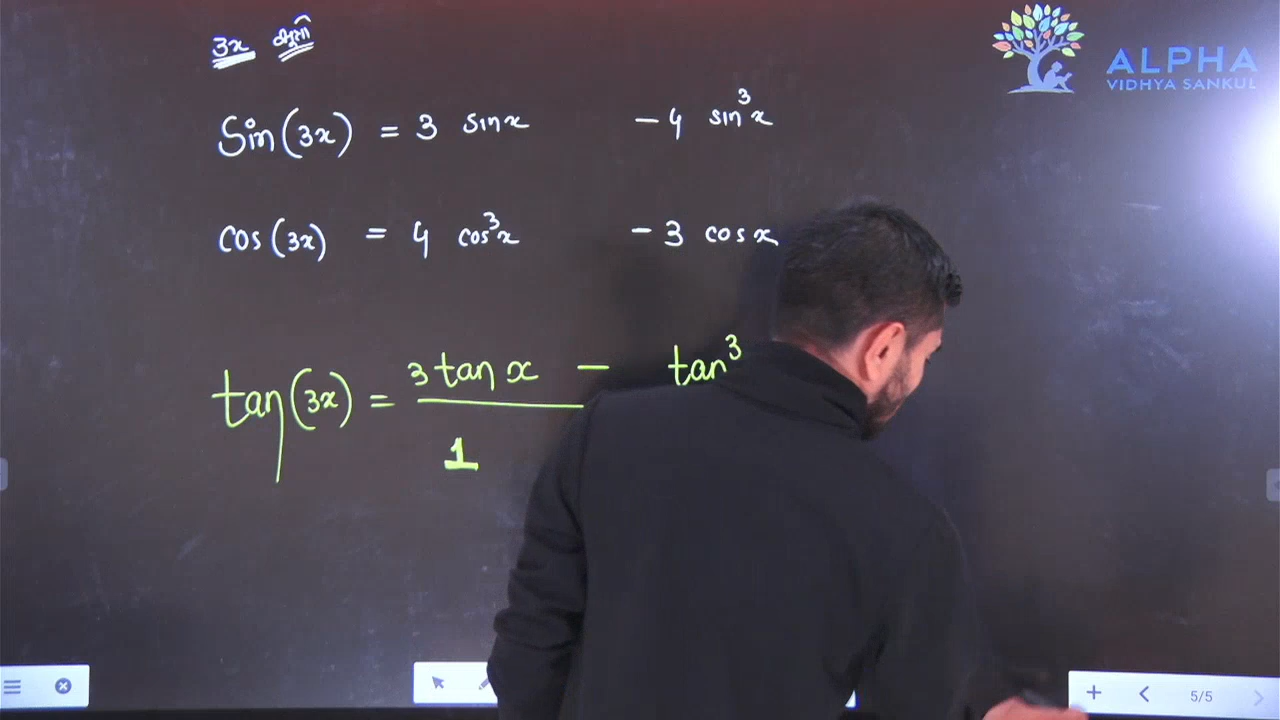 3x सूत्रों
ALPHA
VIDHYA SANKUL
Sin(3x) = 3 sinx - 4 sin³x
cos(3x) = 4 cos³x - 3 cosx
tan(3x) = 3 tan x - tan³
1
5/5